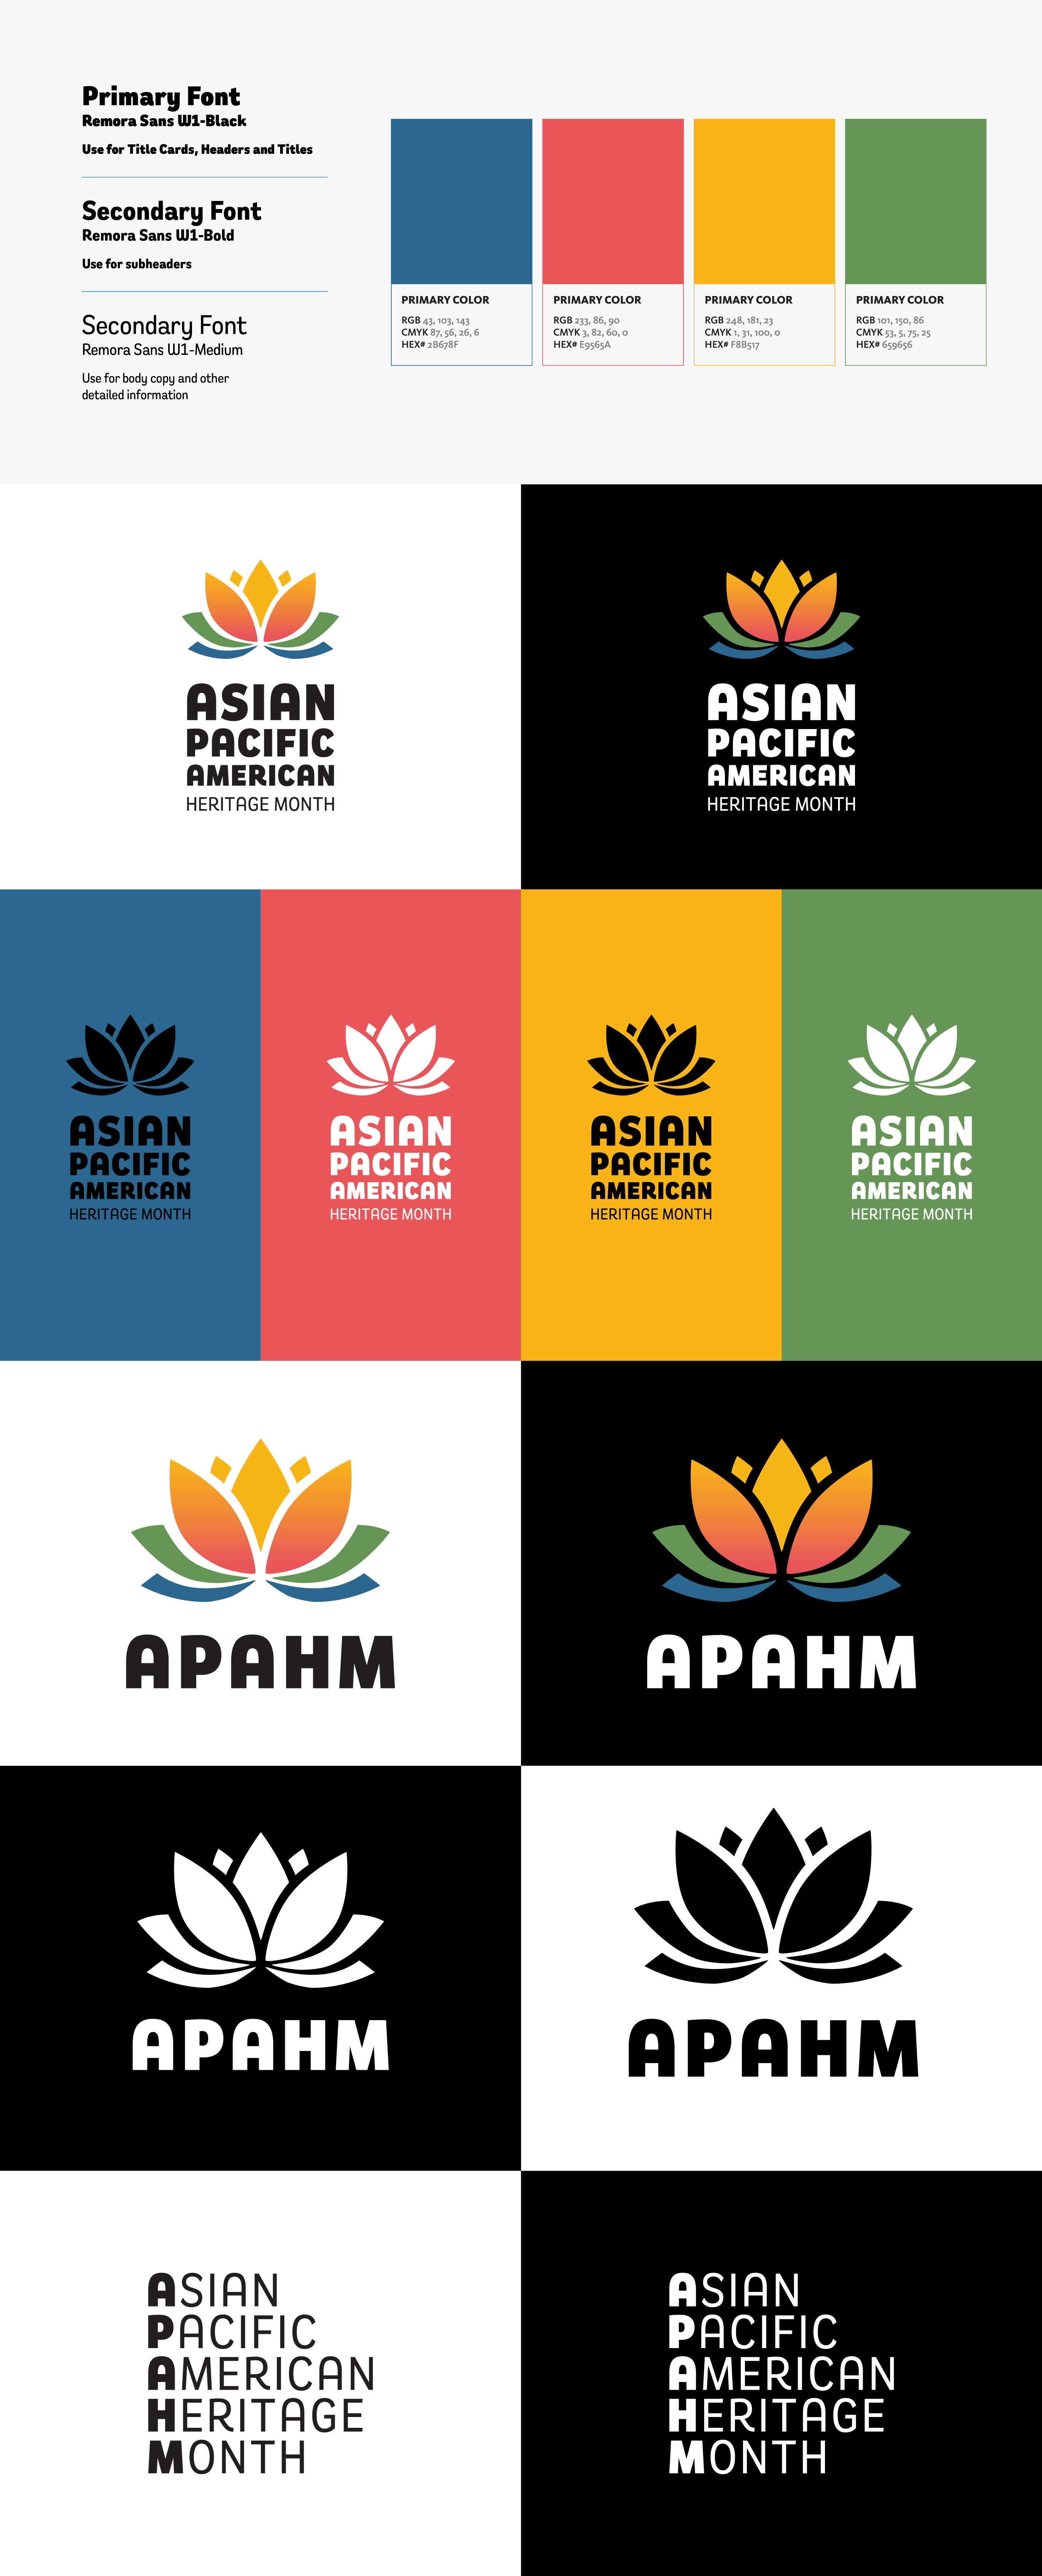 Primary Font
Remora Sans W1-Black
Use for Title Cards, Headers and Titles
Secondary Font
Remora Sans W1-Bold
Use for subheaders
Secondary Font
Remora Sans W1-Medium
Use for body copy and other
detailed information
PRIMARY COLOR
RGB 43, 103, 143
CMYK 87, 56, 26, 6
HEX# 2B678F
PRIMARY COLOR
RGB 233, 86, 90
CMYK 3, 82, 60, 0
HEX# E9565A
PRIMARY COLOR
RGB 248, 181, 23
CMYK 1, 31, 100, 0
HEX# F8B517
PRIMARY COLOR
RGB 101, 150, 86
CMYK 53, 5, 75, 25
HEX# 659656
ASIAN
PACIFIC
AMERICAN
HERITAGE MONTH
ASIAN
PACIFIC
AMERICAN
HERITAGE MONTH
ASIAN
PACIFIC
AMERICAN
HERITAGE MONTH
ASIAN
PACIFIC
AMERICAN
HERITAGE MONTH
ASIAN
PACIFIC
AMERICAN
HERITAGE MONTH
ASIAN
PACIFIC
AMERICAN
HERITAGE MONTH
APAHM
APAHM
APAHM
APAHM
ASIAN
PACIFIC
AMERICAN
HERITAGE
MONTH
ASIAN
PACIFIC
AMERICAN
HERITAGE
MONTH